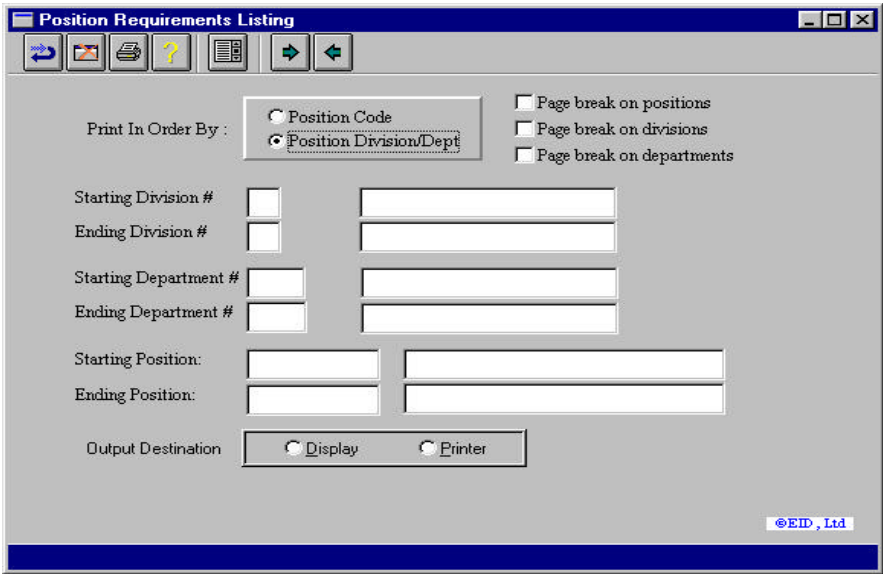 Position Requirements Listing
Print In Order By :
Position Code
Position Division/Dept
Page break on positions
Page break on divisions
Page break on departments
Starting Division #
Ending Division #
Starting Department #
Ending Department #
Starting Position:
Ending Position:
Output Destination
Display
Printer
©EID , Ltd